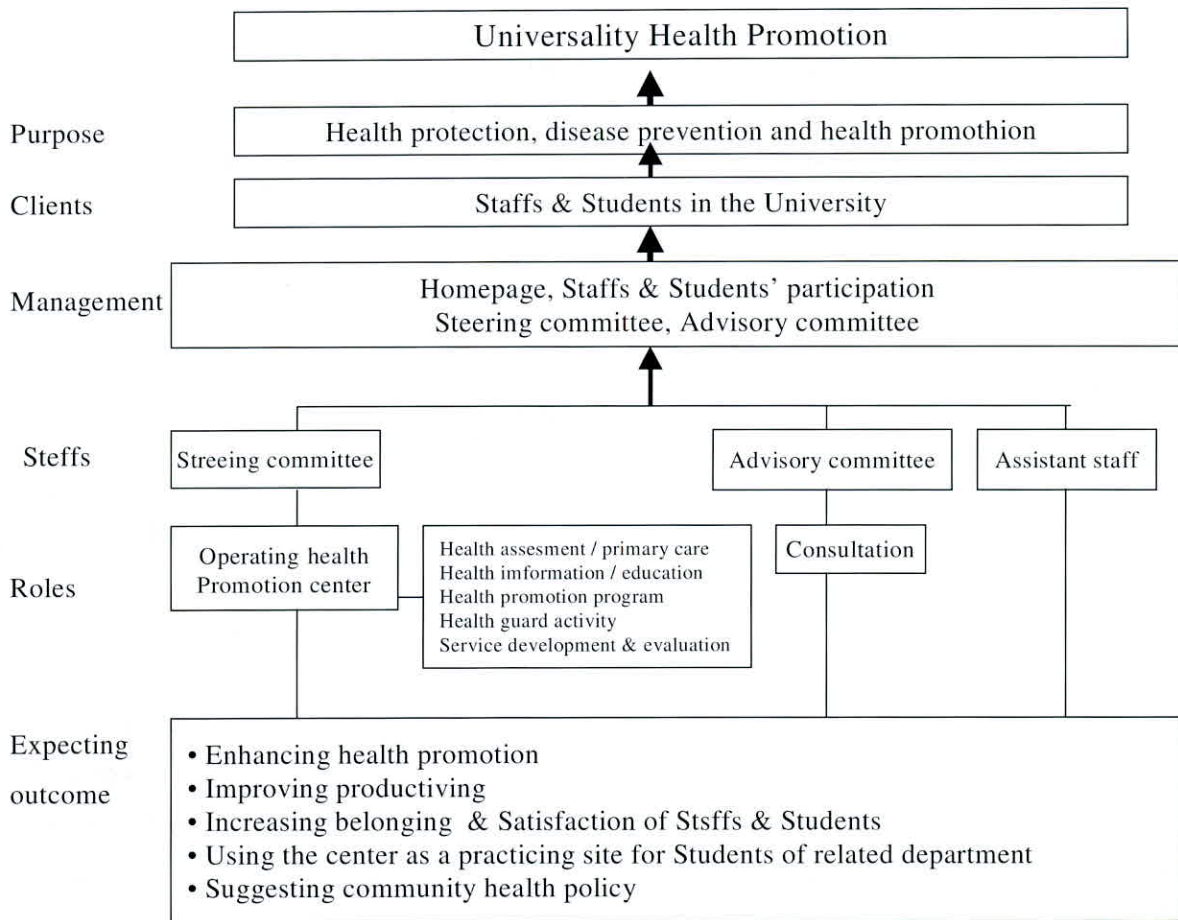 Universality Health Promotion
Purpose
Health protection, disease prevention and health promothion
Clients
Staffs & Students in the University
Management
Homepage, Staffs & Students’ participation
Steering committee, Advisory committee
Steffs
Streeing committee
Advisory committee
Assistant staff
Roles
Operating health
Promotion center
Health assesment / primary care
Health imformation / education
Health promotion program
Health guard activity
Service development & evaluation
Consultation
Expecting
outcome
• Enhancing health promotion
• Improving productiving
• Increasing belonging & Satisfaction of Stsffs & Students
• Using the center as a practicing site for Students of related department
• Suggesting community health policy